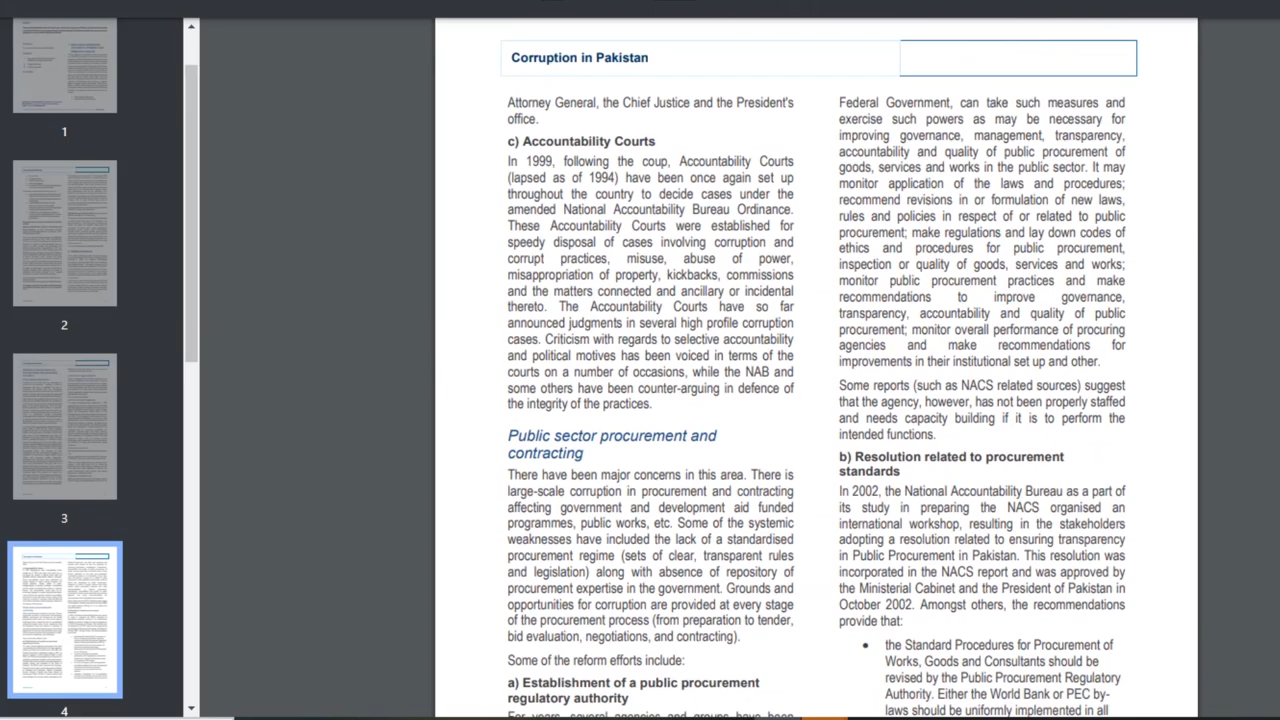 Corruption in Pakistan
Attorney General, the Chief Justice and the President's
office.
c) Accountability Courts
In 1999, following the coup, Accountability Courts
(lapsed as of 1994) have been once again set up
throughout the country to decide cases under the
amended National Accountability Bureau Ordinance.
These Accountability Courts were established for
speedy disposal of cases involving corruption and
corrupt practices, misuse, abuse of power,
misappropriation of property, kickbacks, commissions
and the matters connected and ancillary or incidental
thereto. The Accountability Courts have so far
announced judgments in several high profile corruption
cases. Criticism with regards to selective accountability
and political motives has been voiced in terms of the
courts on a number of occasions, while the NAB and
some others have been counter-arguing in defence of
the integrity of the practices.
Public sector procurement and
contracting
There have been major concerns in this area. There is
large-scale corruption in procurement and contracting
affecting government and development aid funded
programmes, public works, etc. Some of the systemic
weaknesses have included the lack of a standardised
procurement regime (sets of clear, transparent rules
and legislation) along with absence of repository of
procurement expertise in the government. Grounds and
opportunities for corruption are provided at every stage
of the procurement process (from preparation to tender,
bid evaluation, negotiations, and contracting).
Some of the reform efforts include:
a) Establishment of a public procurement
regulatory authority
For years, several agencies and groups have been
Federal Government, can take such measures and
exercise such powers as may be necessary for
improving governance, management, transparency,
accountability and quality of public procurement of
goods, services and works in the public sector. It may
monitor application of the laws and procedures;
recommend revisions in or formulation of new laws,
rules and policies in respect of or related to public
procurement; make regulations and lay down codes of
ethics and procedures for public procurement,
inspection or quality of goods, services and works;
monitor public procurement practices and make
recommendations to improve governance,
transparency, accountability and quality of public
procurement; monitor overall performance of procuring
agencies and make recommendations for
improvements in their institutional set up and other.
Some reports (such as NACS related sources) suggest
that the agency, however, has not been properly staffed
and needs capacity building if it is to perform the
intended functions.
b) Resolution related to procurement
standards
In 2002, the National Accountability Bureau as a part of
its study in preparing the NACS organised an
international workshop, resulting in the stakeholders
adopting a resolution related to ensuring transparency
in Public Procurement in Pakistan. This resolution was
incorporated in the NACS report and was approved by
the Ministerial Cabinet and the President of Pakistan in
October 2002. Amongst others, the recommendations
provide that:
• the Standard Procedures for Procurement of
Works, Goods and Consultants should be
revised by the Public Procurement Regulatory
Authority. Either the World Bank or PEC by-
laws should be uniformly implemented in all
1
2
3
4